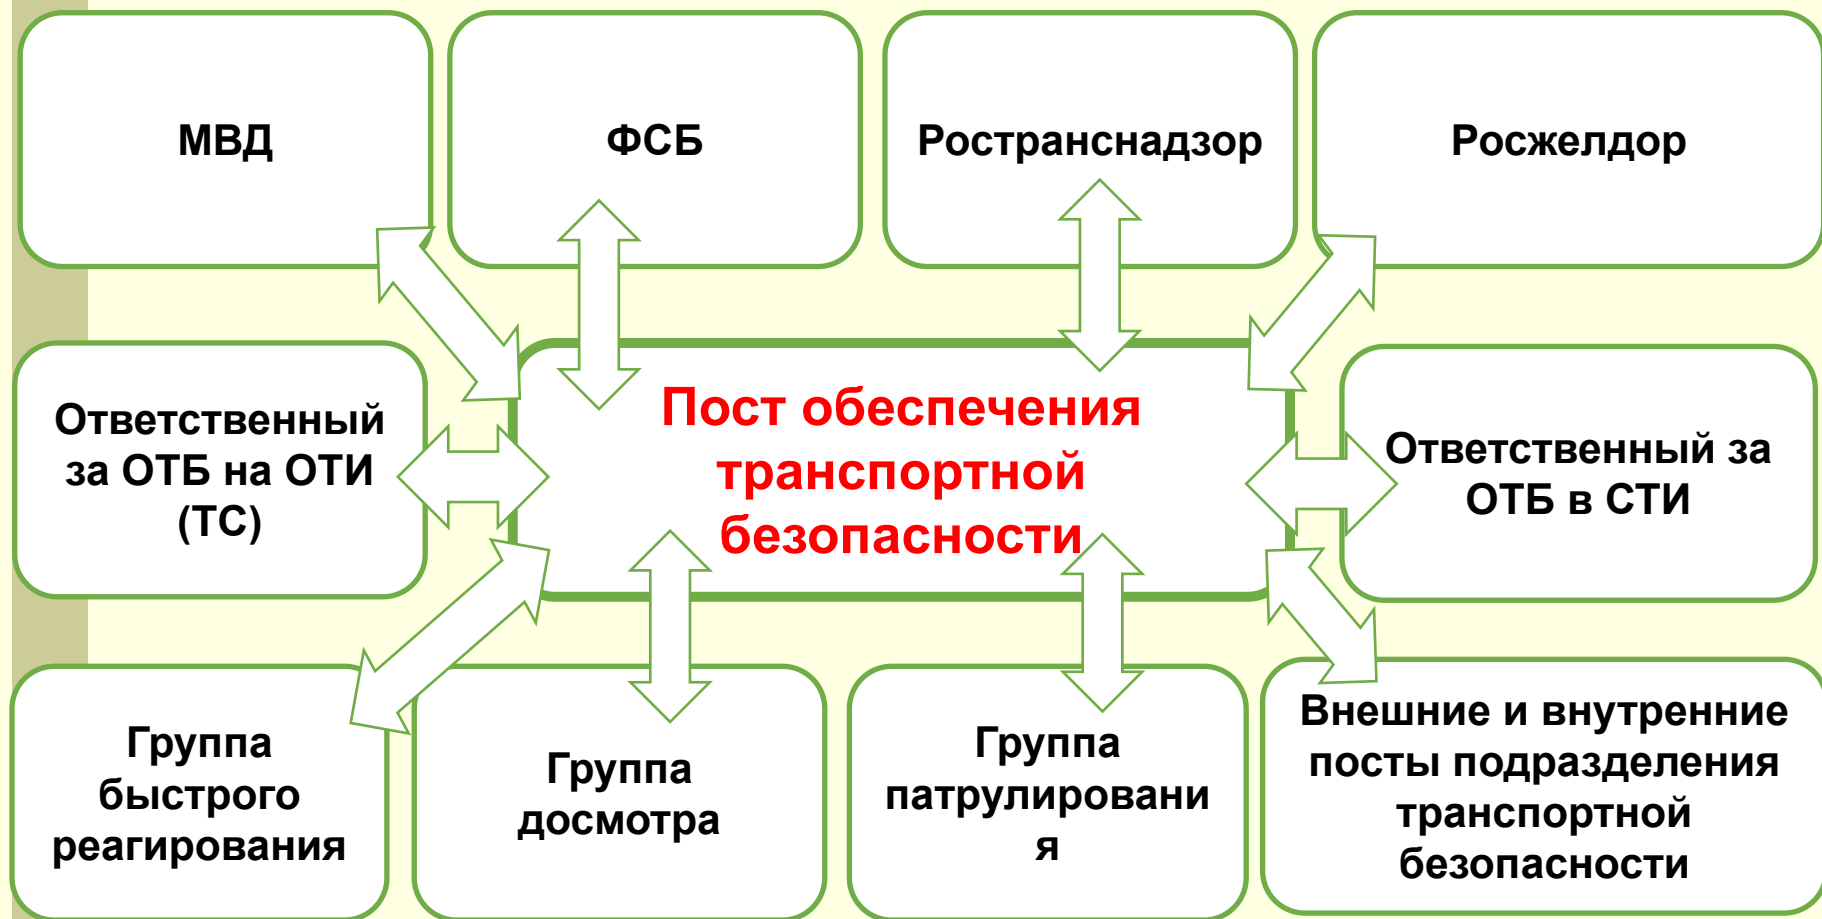 МВД
ФСБ
Ространснадзор
Росжелдор
Ответственный
за ОТБ на ОТИ
(ТС)
Пост обеспечения
транспортной
безопасности
Ответственный за
ОТБ в СТИ
Группа
быстрого
реагирования
Группа
досмотра
Группа
патрулировани
я
Внешние и внутренние
посты подразделения
транспортной
безопасности